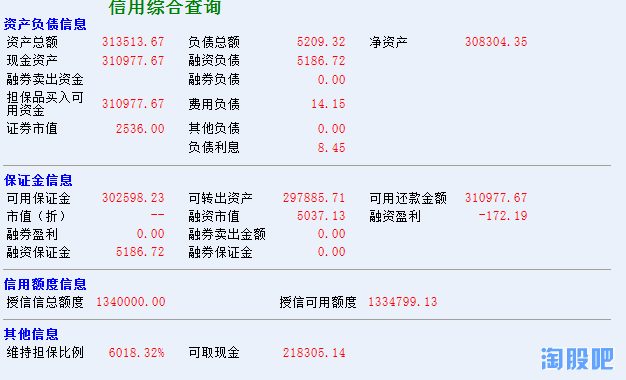 信用综合查询
资产负债信息
资产总额 313513.67 负债总额 5209.32 净资产 308304.35
现金资产 310977.67 融资负债 5186.72
融券卖出资金 融券负债 0.00
担保品买入可用资金 310977.67 费用负债 14.15
证券市值 2536.00 其他负债 0.00
负债利息 8.45
保证金信息
可用保证金 302598.23 可转出资产 297885.71 可用还款金额 310977.67
市值（折） -- 融资市值 5037.13 融资盈利 -172.19
融券盈利 0.00 融券卖出金额 0.00
融资保证金 5186.72 融券保证金 0.00
信用额度信息
授信信总额度 1340000.00 授信可用额度 1334799.13
其他信息
维持担保比例 6018.32% 可取现金 218305.14
淘股吧